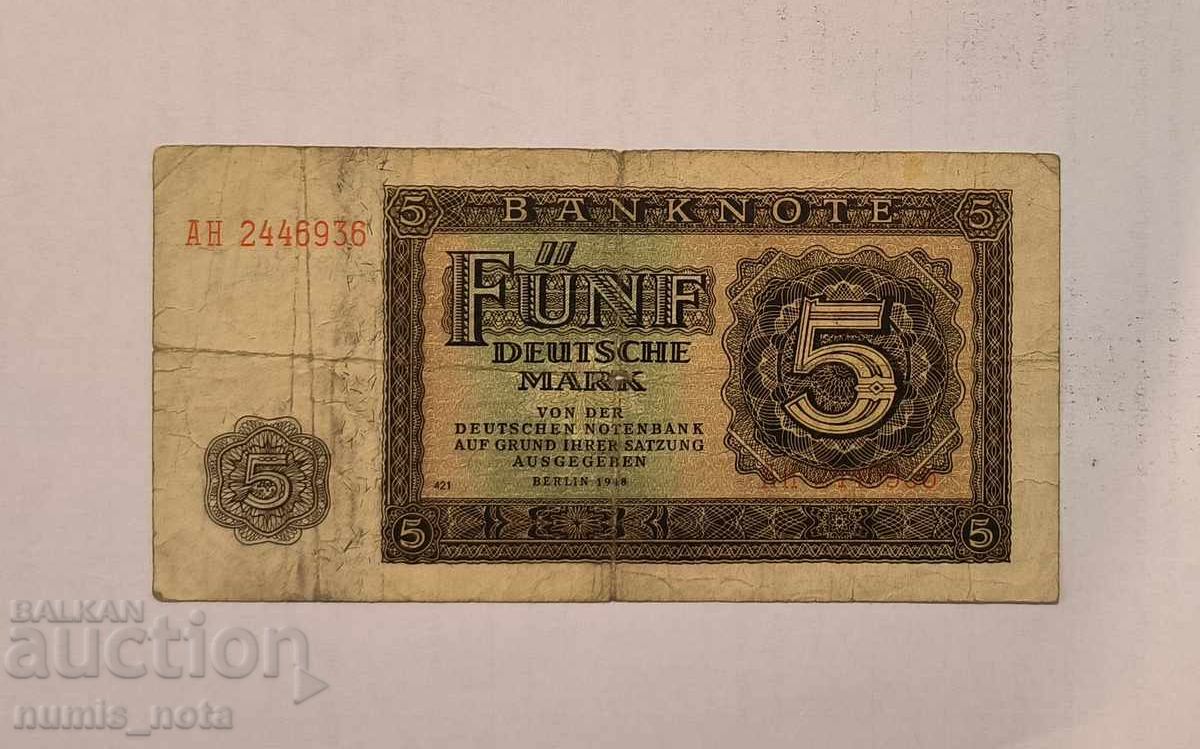 5 BANKNOTE 5
AH 2446936
FÜNF
DEUTSCHE
MARK
5
VON DER
DEUTSCHEN NOTENBANK
AUF GRUND IHRER SATZUNG
AUSGEGEBEN
421 BERLIN 1948
5
5 5
BALKAN
auction
numis_nota